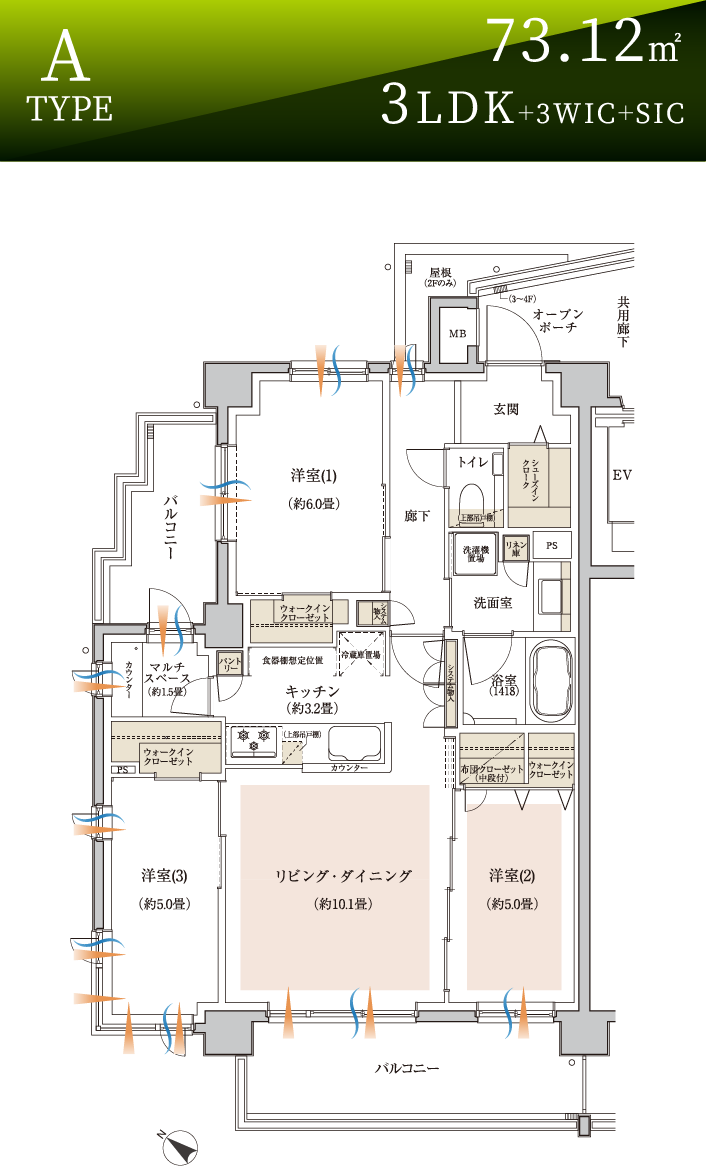 A
TYPE
73.12㎡
3LDK+3WIC+SIC
屋根
(2Fのみ)
(3〜4F)
MB
オープン
ポーチ
共用廊下
玄関
EV
洋室(1)
(約6.0畳)
トイレ
(上部吊戸棚)
シューズイン
クローク
廊下
バルコニー
洗濯機
置場
リネン
庫
PS
洗面室
ウォークイン
クローゼット
システム
物入
マルチ
スペース
(約1.5畳)
カウンター
パント
リー
食器棚想定位置
冷蔵庫置場
キッチン
(約3.2畳)
システム物入
浴室
(1418)
(上部吊戸棚)
カウンター
ウォークイン
クローゼット
PS
布団クローゼット
(中段付)
ウォークイン
クローゼット
洋室(3)
(約5.0畳)
リビング・ダイニング
(約10.1畳)
洋室(2)
(約5.0畳)
バルコニー
N